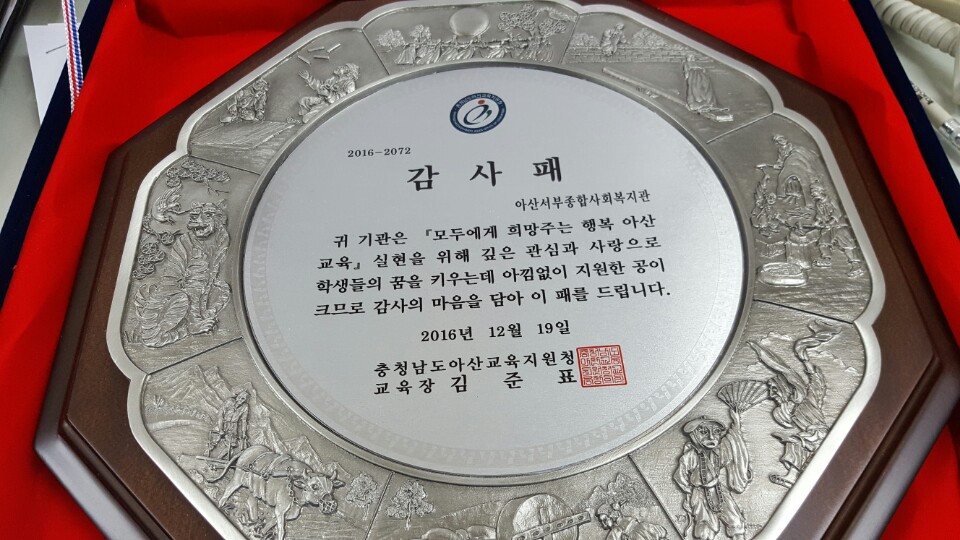 2016-2072
감 사 패
아산서부종합사회복지관
귀 기관은 『모두에게 희망주는 행복 아산
교육』 실현을 위해 깊은 관심과 사랑으로
학생들의 꿈을 키우는데 아낌없이 지원한 공이
크므로 감사의 마음을 담아 이 패를 드립니다.
2016년 12월 19일
충청남도아산교육지원청
교육장 김 준 표